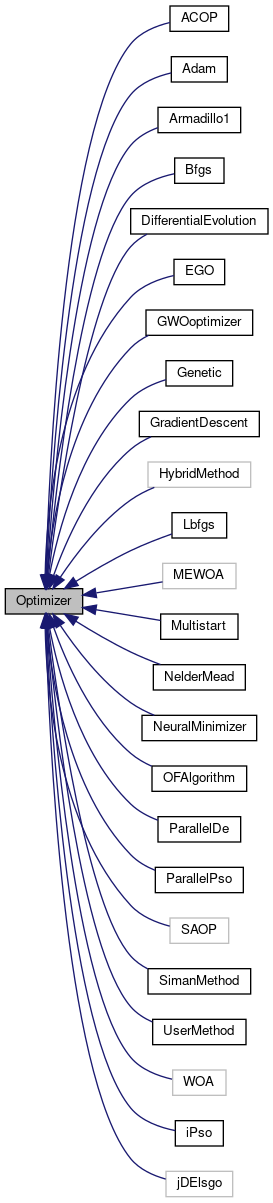 ACOP
Adam
Armadillo1
Bfgs
DifferentialEvolution
EGO
GWOoptimizer
Genetic
GradientDescent
HybridMethod
Lbfgs
MEWOA
Optimizer
Multistart
NelderMead
NeuralMinimizer
OFAlgorithm
ParallelDe
ParallelPso
SAOP
SimanMethod
UserMethod
WOA
iPso
jDElsgo